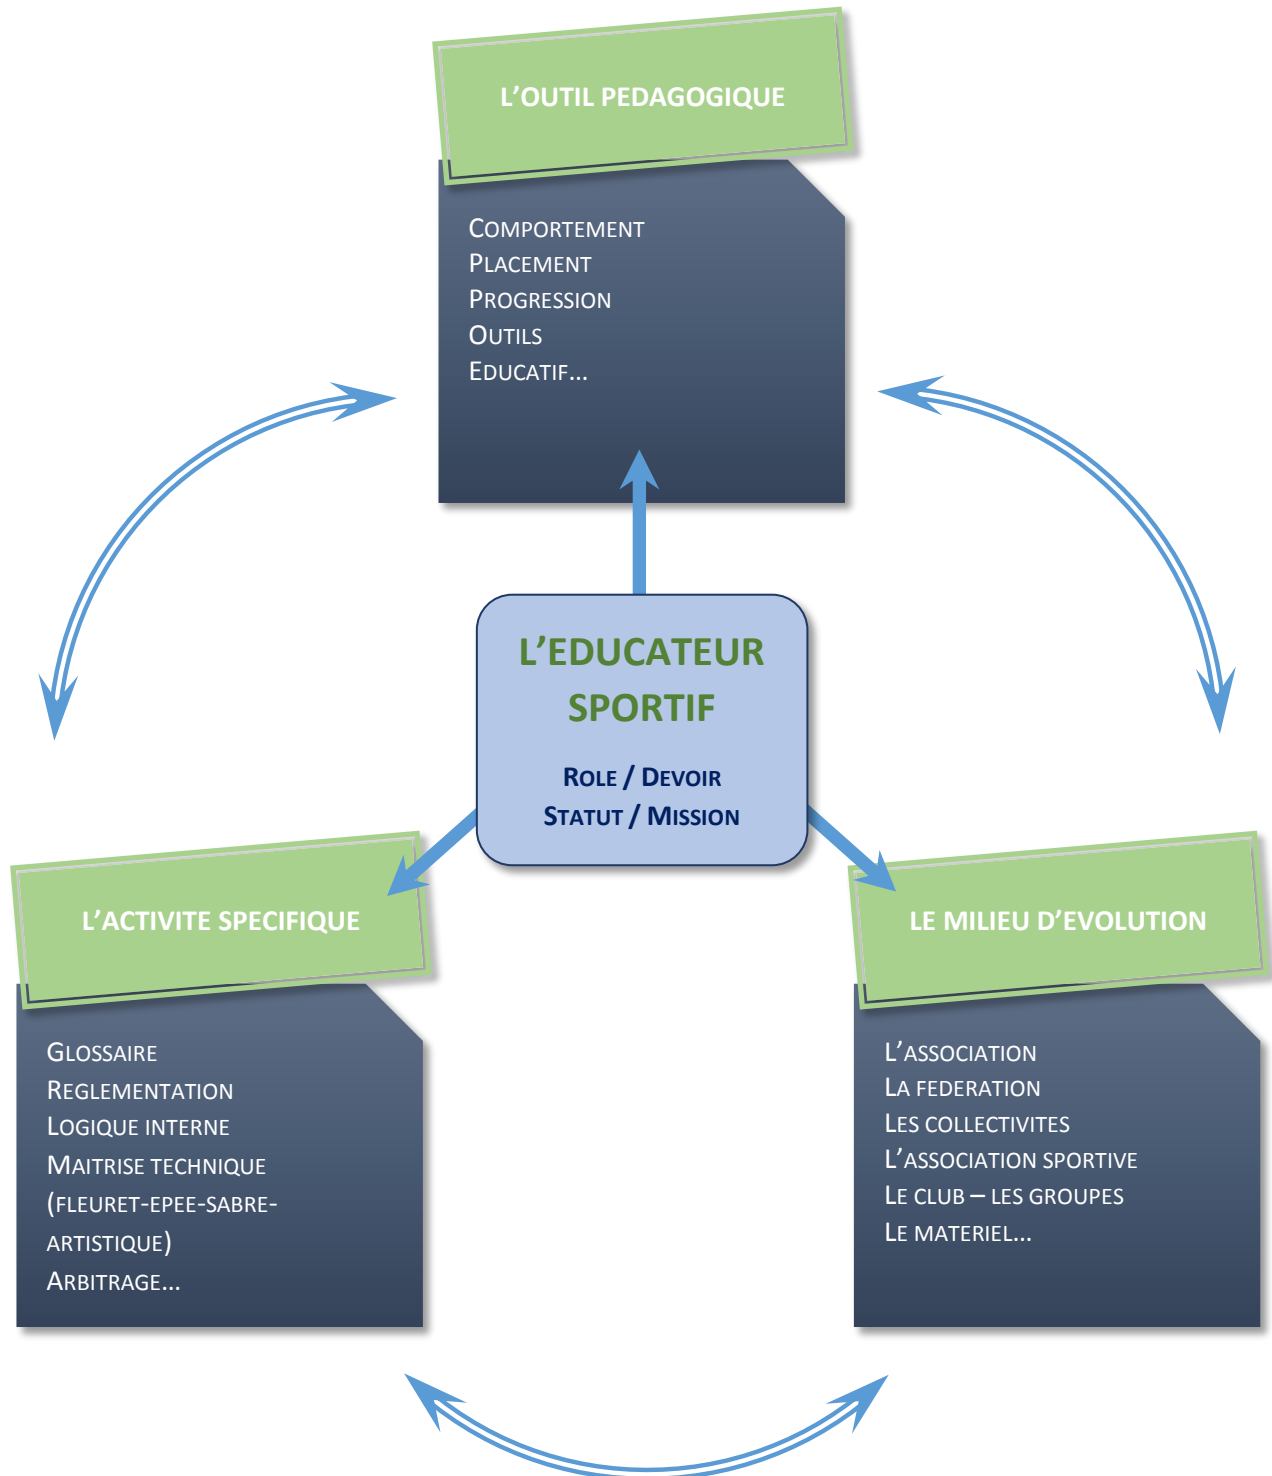 L’OUTIL PEDAGOGIQUE
COMPORTEMENT
PLACEMENT
PROGRESSION
OUTILS
EDUCATIF…
L’EDUCATEUR
SPORTIF
ROLE / DEVOIR
STATUT / MISSION
L’ACTIVITE SPECIFIQUE
GLOSSAIRE
REGLEMENTATION
LOGIQUE INTERNE
MAITRISE TECHNIQUE
(FLEURET-EPEE-SABRE-
ARTISTIQUE)
ARBITRAGE…
LE MILIEU D’EVOLUTION
L’ASSOCIATION
LA FEDERATION
LES COLLECTIVITES
L’ASSOCIATION SPORTIVE
LE CLUB – LES GROUPES
LE MATERIEL…